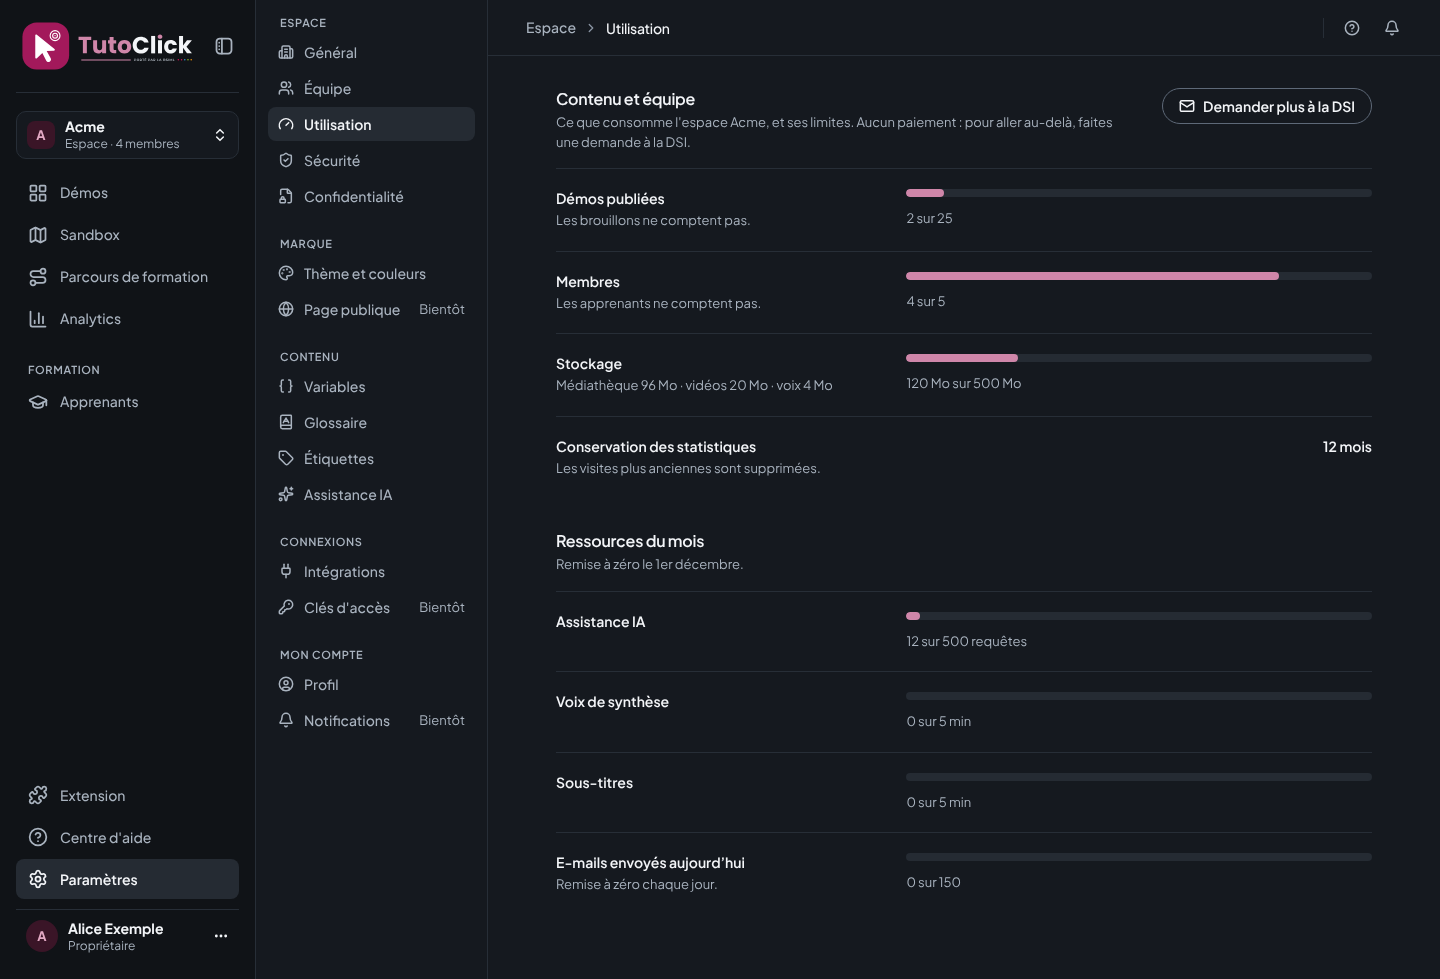 TutoClick
Acme
A
Espace · 4 membres
Démos
Sandbox
Parcours de formation
Analytics
FORMATION
Apprenants
Extension
Centre d'aide
Paramètres
A
Alice Exemple
Propriétaire
ESPACE
Général
Équipe
Utilisation
Sécurité
Confidentialité
MARQUE
Thème et couleurs
Page publique Bientôt
CONTENU
Variables
Glossaire
Étiquettes
Assistance IA
CONNEXIONS
Intégrations
Clés d'accès Bientôt
MON COMPTE
Profil
Notifications Bientôt
Espace > Utilisation
Contenu et équipe
Demander plus à la DSI
Ce que consomme l'espace Acme, et ses limites. Aucun paiement : pour aller au-delà, faites
une demande à la DSI.
Démos publiées
Les brouillons ne comptent pas.
2 sur 25
Membres
Les apprenants ne comptent pas.
4 sur 5
Stockage
Médiathèque 96 Mo · vidéos 20 Mo · voix 4 Mo
120 Mo sur 500 Mo
Conservation des statistiques
12 mois
Les visites plus anciennes sont supprimées.
Ressources du mois
Remise à zéro le 1er décembre.
Assistance IA
12 sur 500 requêtes
Voix de synthèse
0 sur 5 min
Sous-titres
0 sur 5 min
E-mails envoyés aujourd’hui
Remise à zéro chaque jour.
0 sur 150